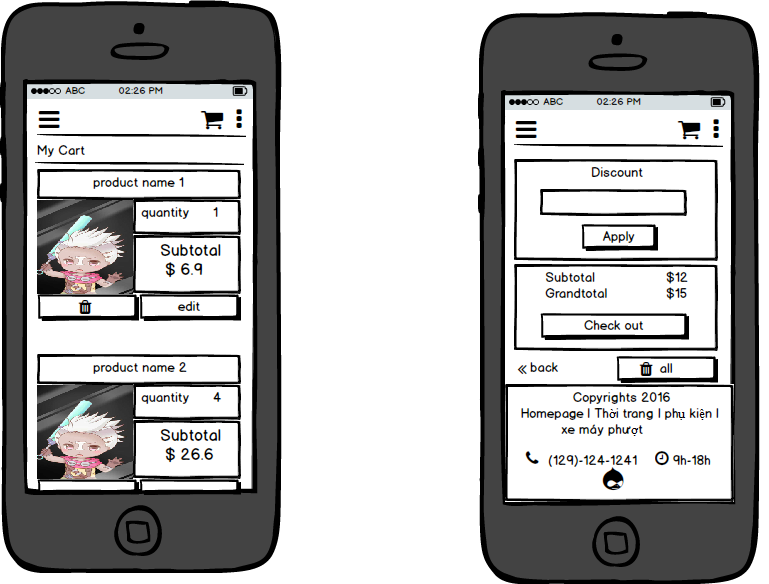 ABC 02:26 PM
My Cart
product name 1
quantity 1
Subtotal
$ 6.9
edit
product name 2
quantity 4
Subtotal
$ 26.6
ABC 02:26 PM
Discount
Apply
Subtotal $12
Grandtotal $15
Check out
« back
all
Copyrights 2016
Homepage | Thời trang | phụ kiện |
xe máy phượt
(129)-124-1241 9h-18h